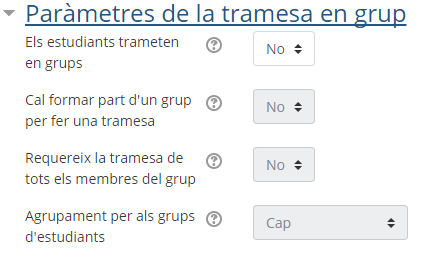 Paràmetres de la tramesa en grup
Els estudiants trameten
en grups
No
Cal formar part d'un grup
per fer una tramesa
No
Requereix la tramesa de
tots els membres del grup
No
Agrupament per als grups
d'estudiants
Cap